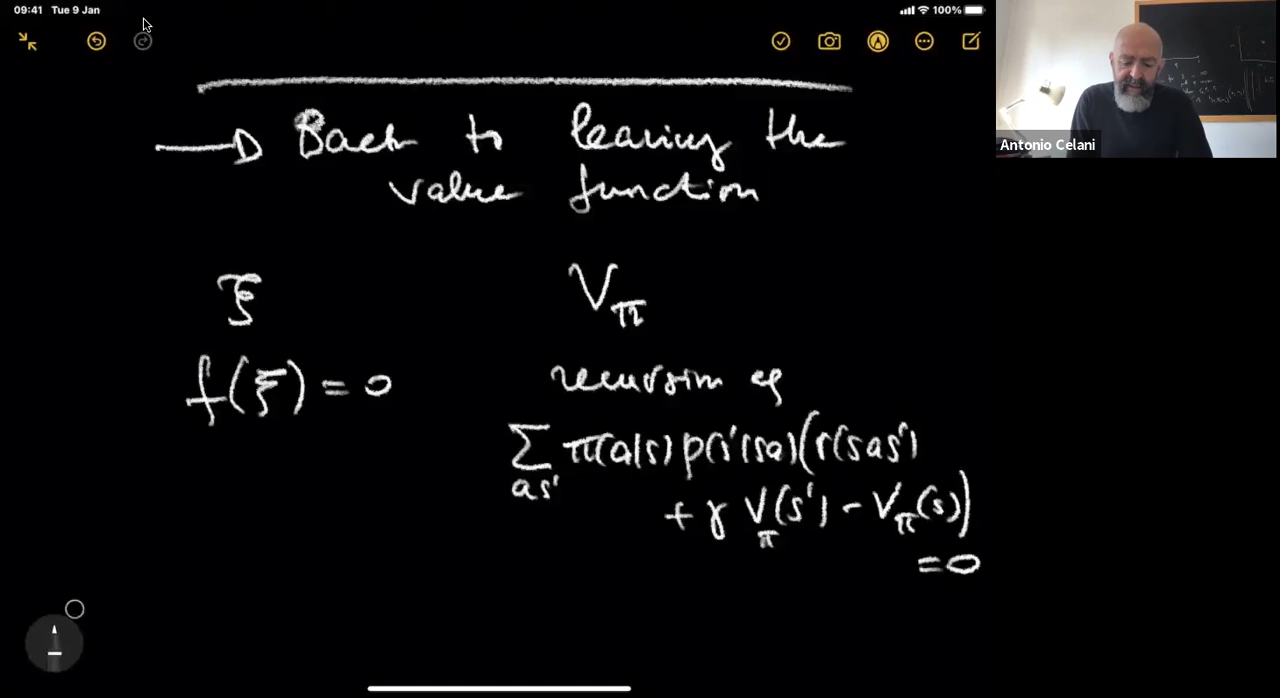 09:41 Tue 9 Jan
100%
Antonio Celani
Back to learning the
value function
ξ V_π
f(ξ) = 0 recursion eq
∑_{as'} π(a|s) p(s'|sa)(r(sas')
+ γ V_π(s') - V_π(s))
= 0